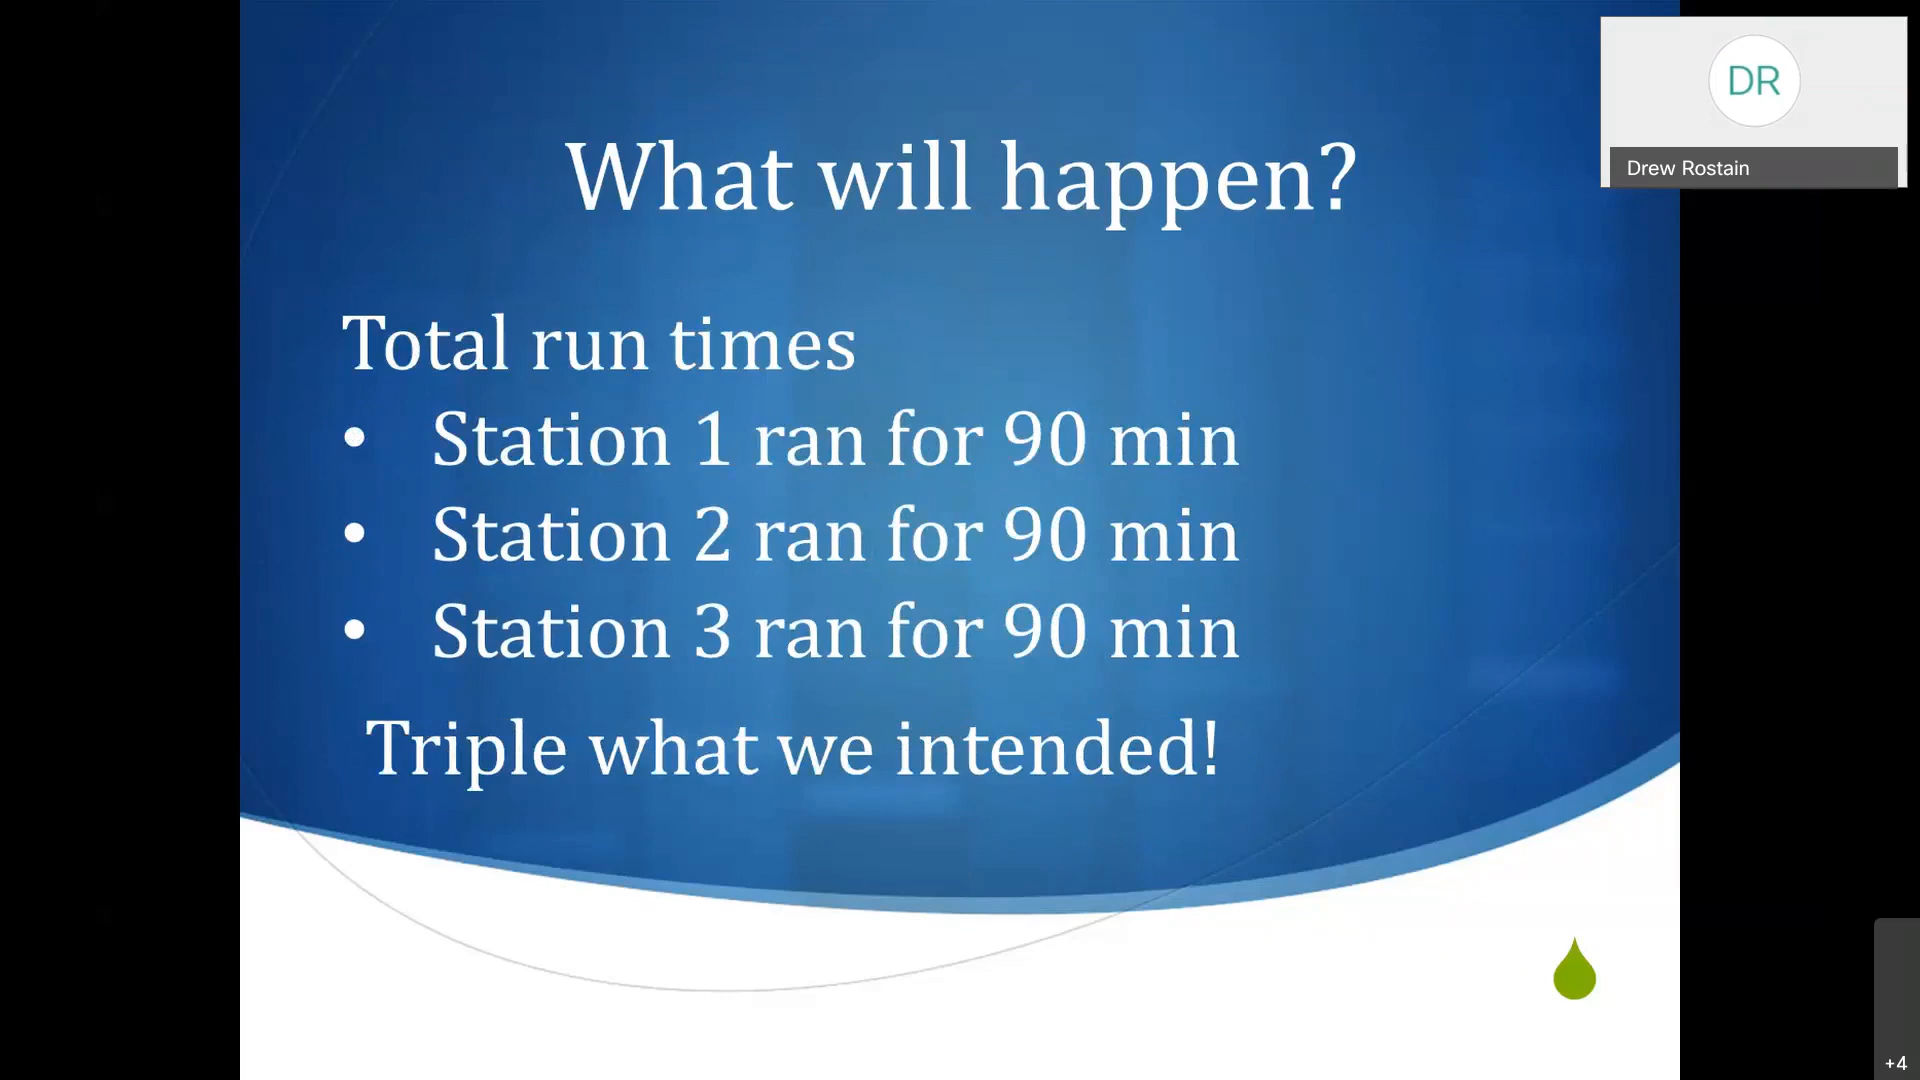 What will happen?
Total run times
• Station 1 ran for 90 min
• Station 2 ran for 90 min
• Station 3 ran for 90 min
Triple what we intended!
DR
Drew Rostain
+4